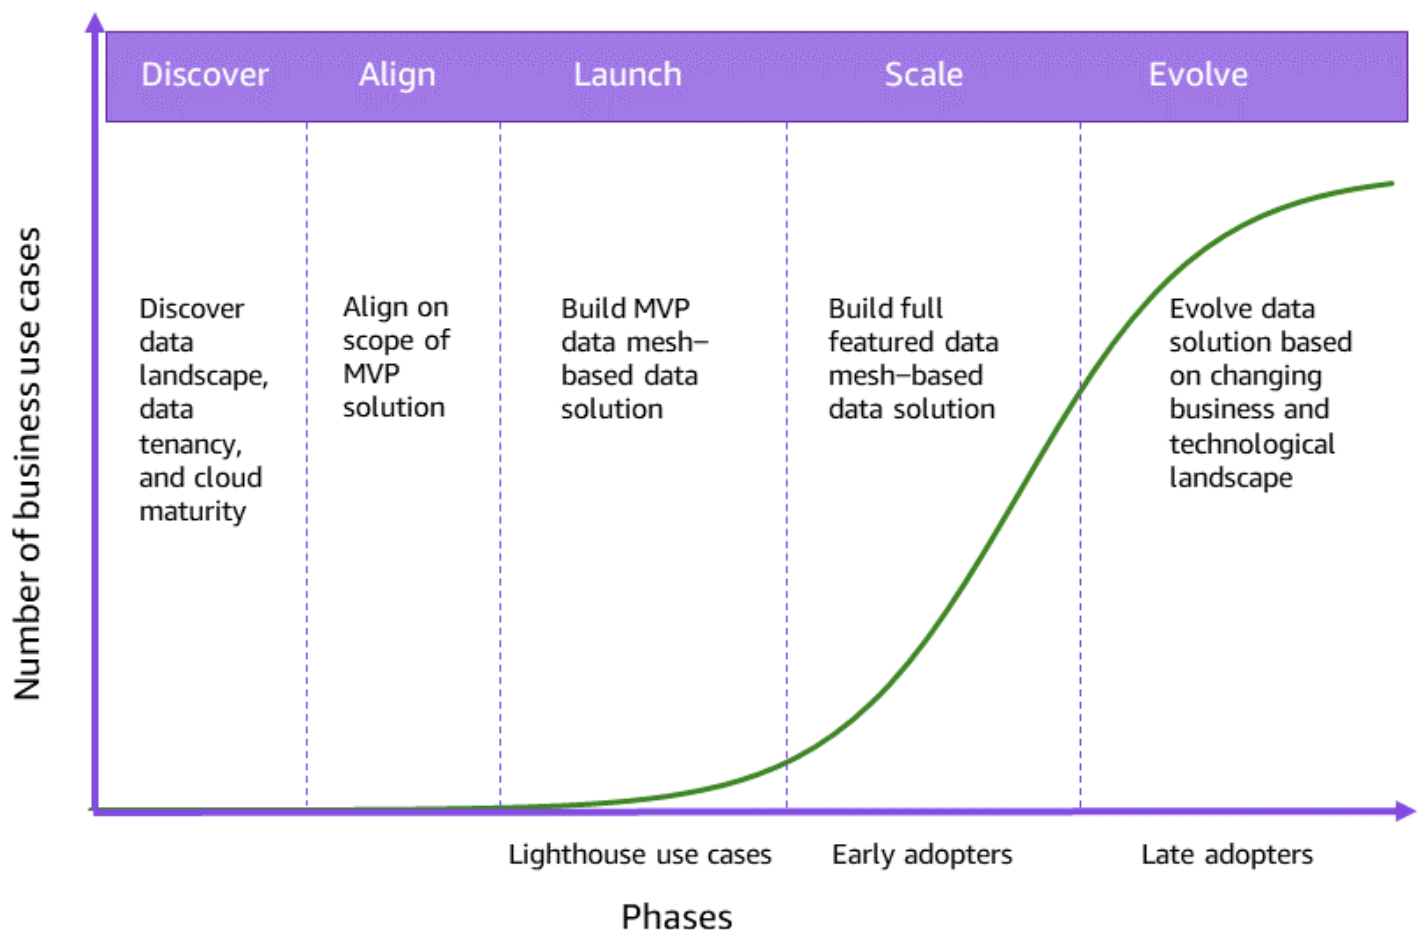 Discover
Align
Launch
Scale
Evolve
Number of business use cases
Discover
data
landscape,
data
tenancy,
and cloud
maturity
Align on
scope of
MVP
solution
Build MVP
data mesh–
based data
solution
Build full
featured data
mesh–based
data solution
Evolve data
solution based
on changing
business and
technological
landscape
Lighthouse use cases
Early adopters
Late adopters
Phases